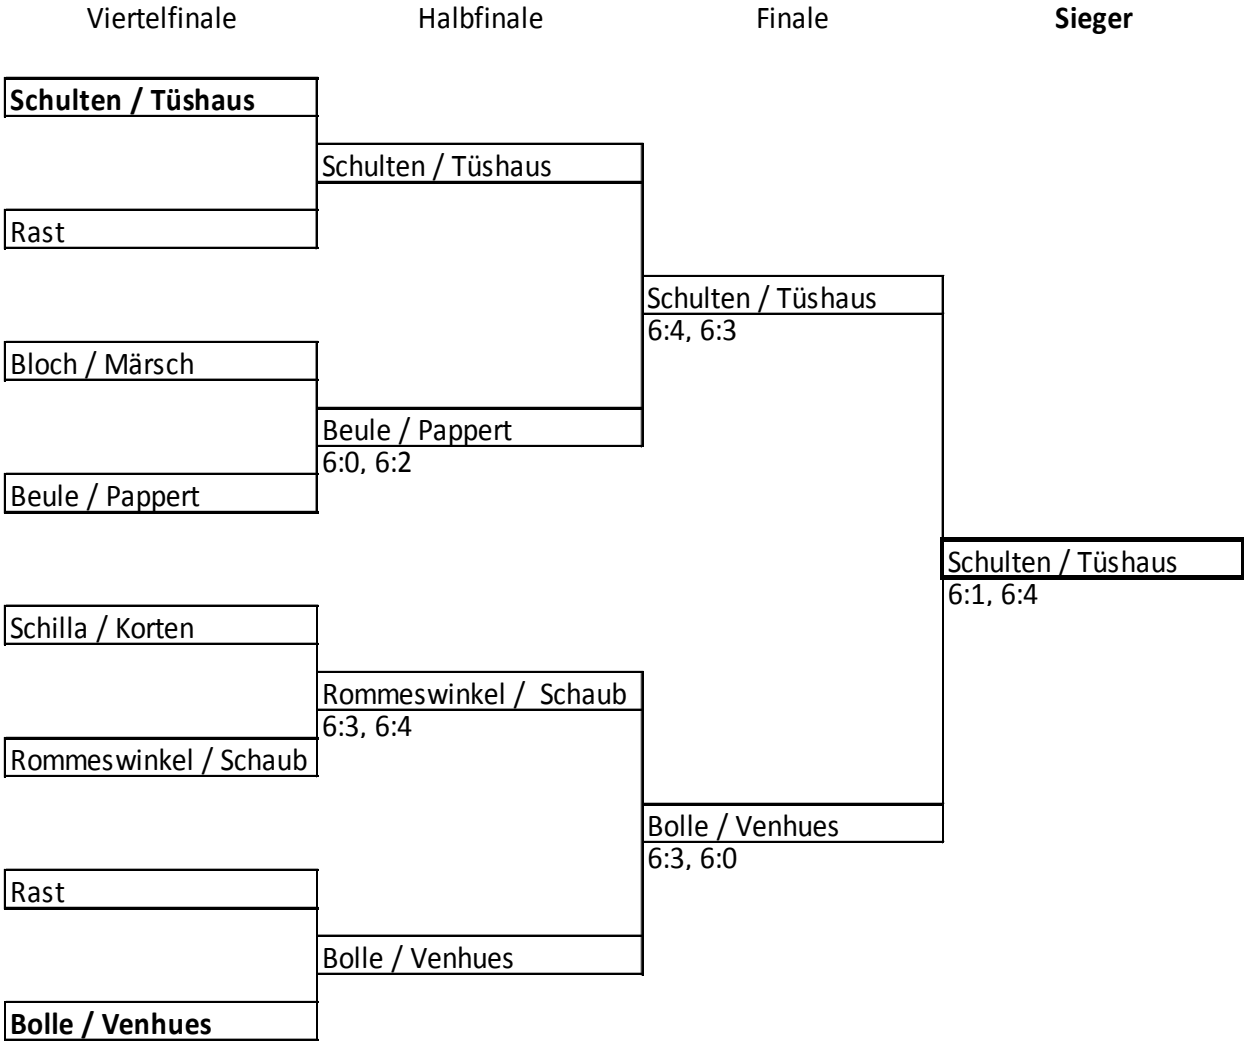 Viertelfinale
Halbfinale
Finale
Sieger
Schulten / Tüshaus
Schulten / Tüshaus
Rast
Schulten / Tüshaus
6:4, 6:3
Bloch / Märsch
Beule / Pappert
6:0, 6:2
Beule / Pappert
Schulten / Tüshaus
6:1, 6:4
Schilla / Korten
Rommeswinkel / Schaub
6:3, 6:4
Rommeswinkel / Schaub
Bolle / Venhues
6:3, 6:0
Rast
Bolle / Venhues
Bolle / Venhues